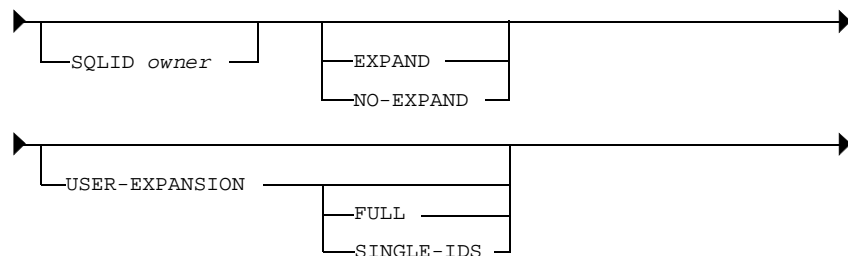 SQLID owner
EXPAND
NO-EXPAND
USER-EXPANSION
FULL
SINGLE-IDS